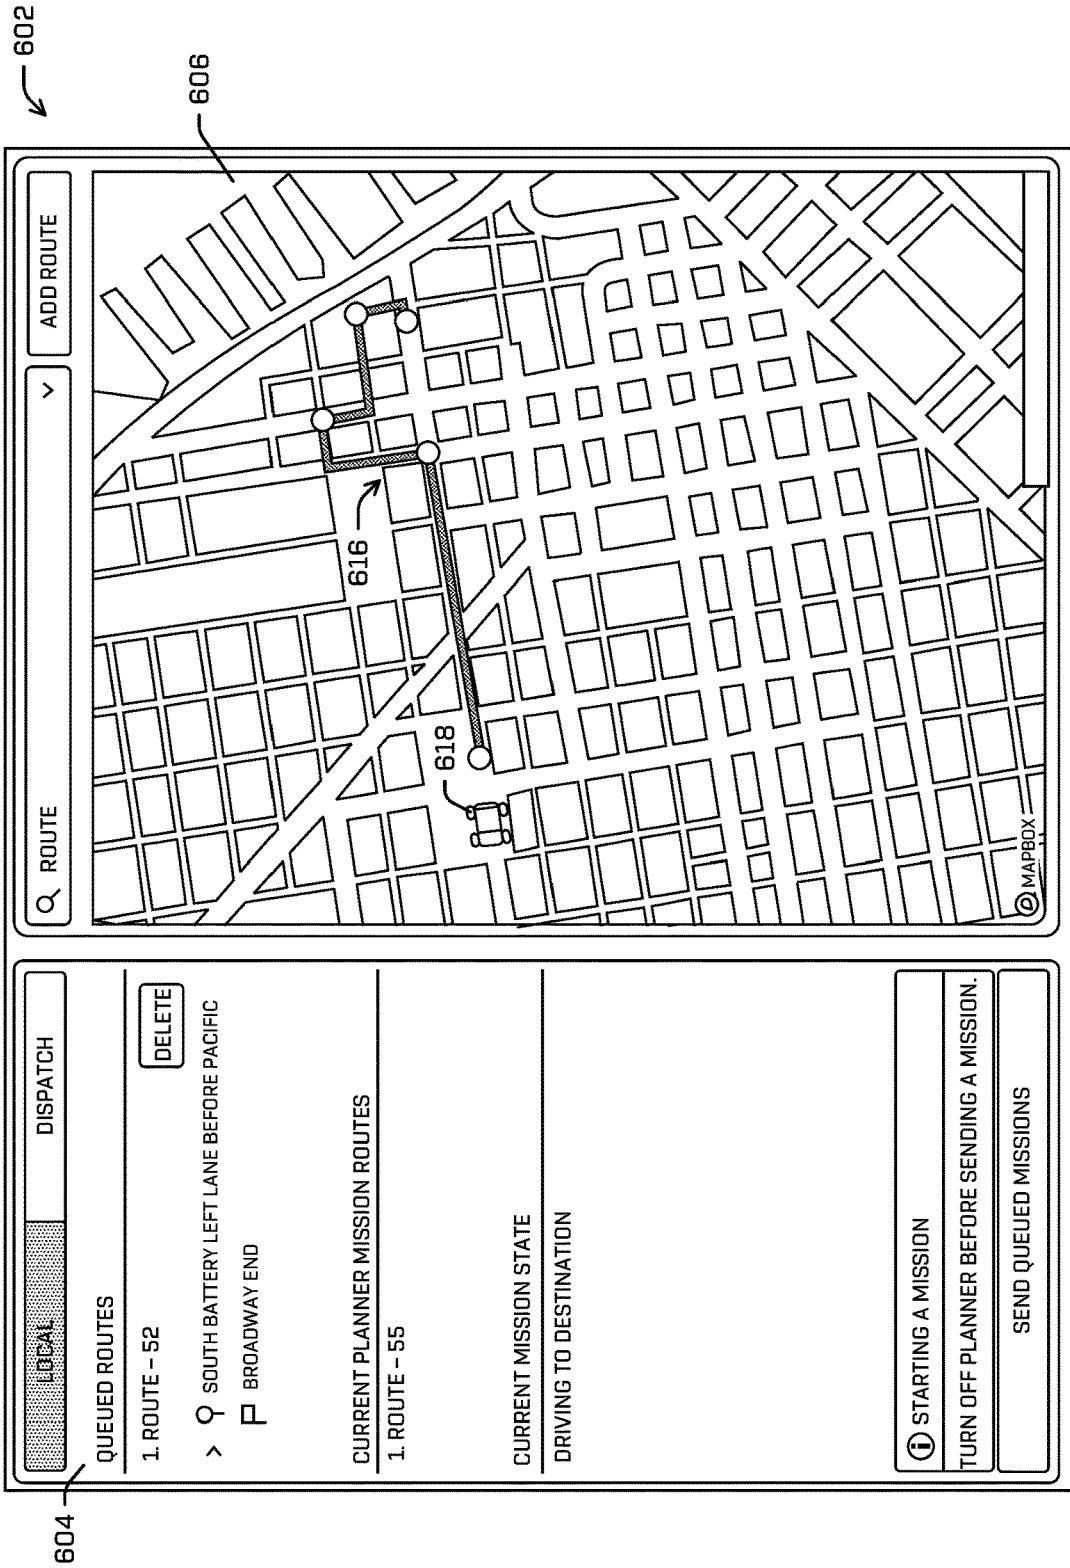 602
604
LOCAL
DISPATCH
QUEUED ROUTES
1. ROUTE – 52
DELETE
> SOUTH BATTERY LEFT LANE BEFORE PACIFIC
BROADWAY END
CURRENT PLANNER MISSION ROUTES
1. ROUTE – 55
CURRENT MISSION STATE
DRIVING TO DESTINATION
i STARTING A MISSION
TURN OFF PLANNER BEFORE SENDING A MISSION.
SEND QUEUED MISSIONS
ROUTE
ADD ROUTE
606
616
618
MAPBOX